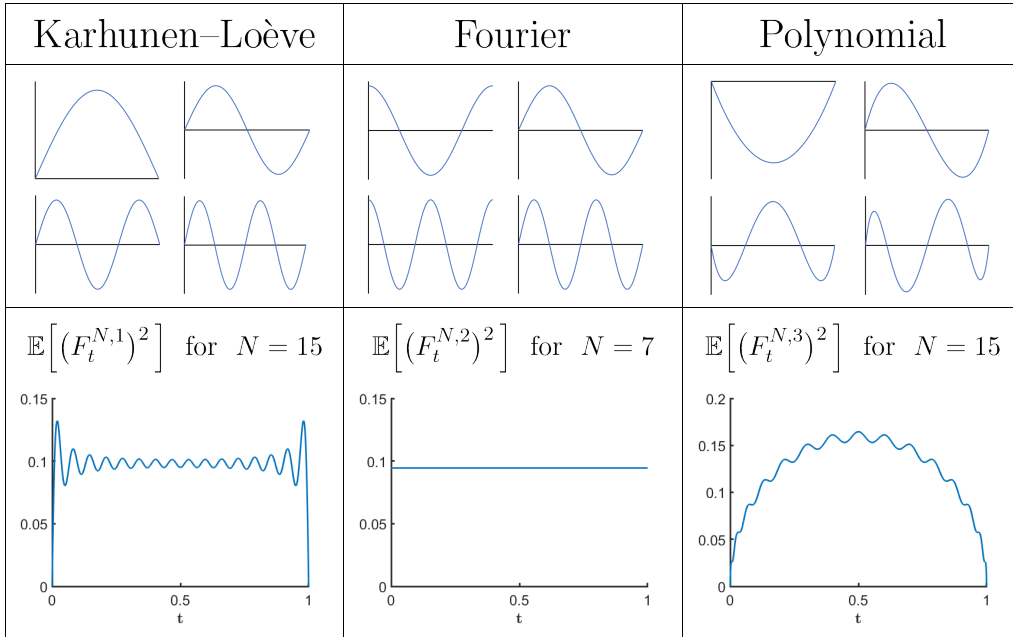 Karhunen–Loève
Fourier
Polynomial
𝔼[(F_t^{N,1})^2] for N = 15
𝔼[(F_t^{N,2})^2] for N = 7
𝔼[(F_t^{N,3})^2] for N = 15
0.15
0.1
0.05
0
0
0.5
1
t
0.15
0.1
0.05
0
0
0.5
1
t
0.2
0.15
0.1
0.05
0
0
0.5
1
t